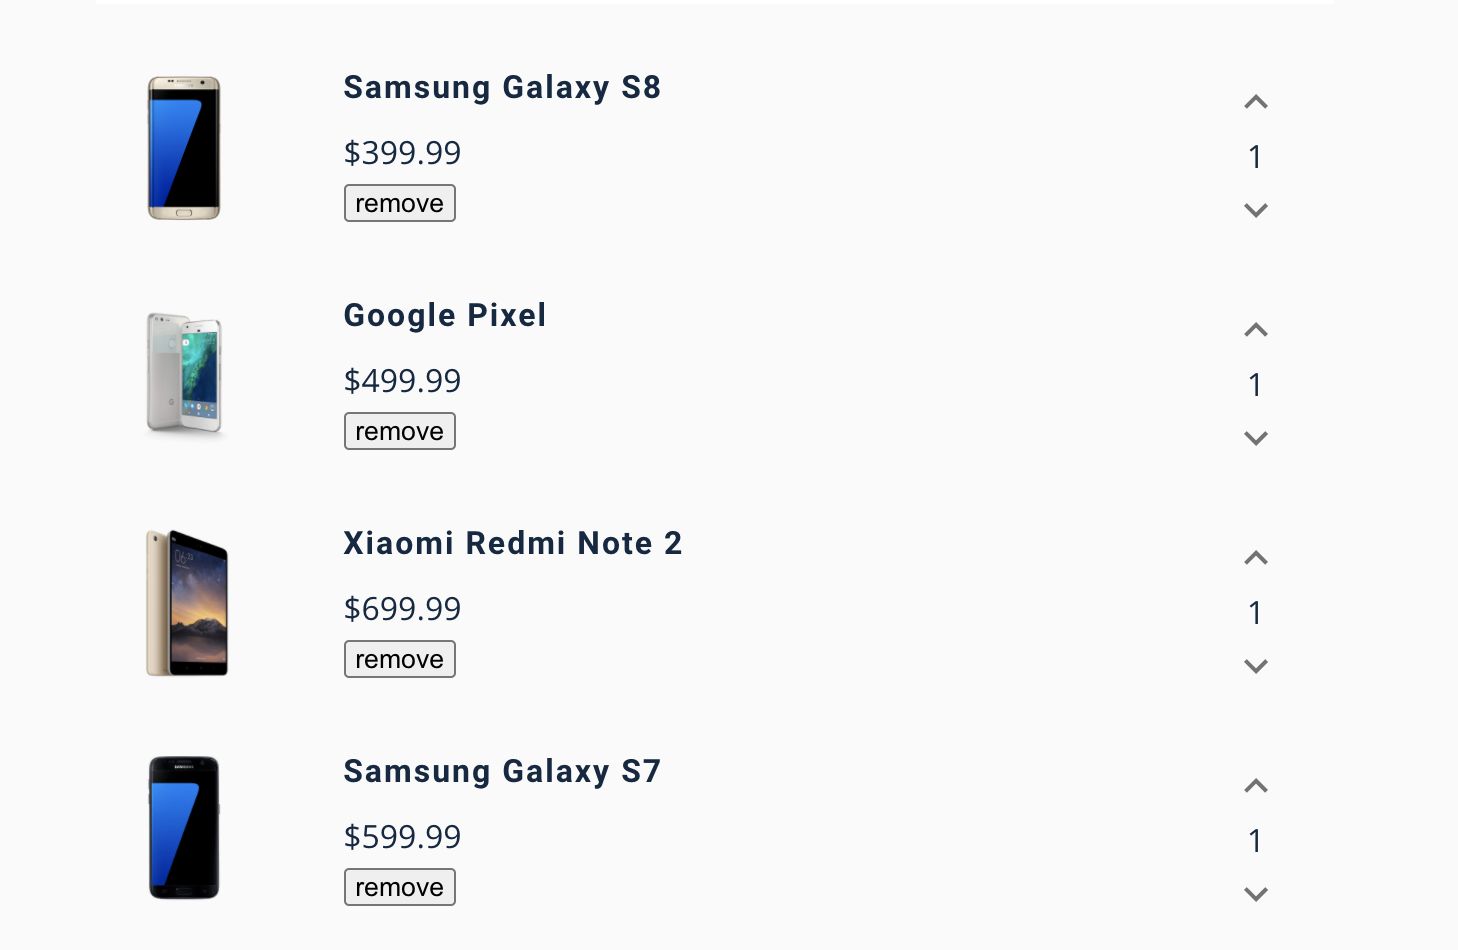 Samsung Galaxy S8
$399.99
1
remove
Google Pixel
$499.99
1
remove
Xiaomi Redmi Note 2
$699.99
1
remove
Samsung Galaxy S7
$599.99
1
remove